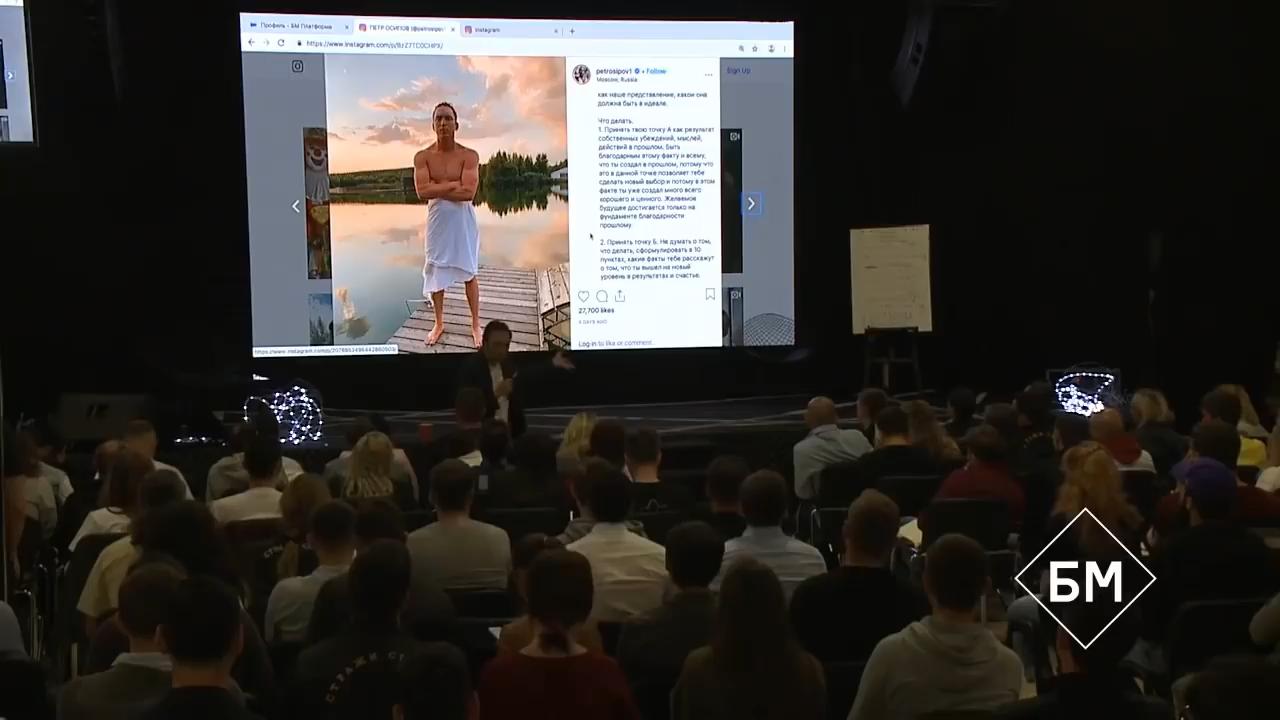 Профиль - БМ Платформа
ПЕТР ОСИПОВ (@petrosipov1
Instagram
petrosipov1 • Follow
Moscow, Russia
Sign Up
как наше представление, какой она
должна быть в идеале.
Что делать.
1. Принять твою точку А как результат
собственных убеждений, мыслей,
действий в прошлом. Быть
благодарным этому факту и всему,
что ты создал в прошлом, потому что
это в данной точке позволяет тебе
сделать новый выбор и потому в этом
факте ты уже создал много всего
хорошего и ценного. Желаемое
будущее достигается только на
фундаменте благодарности
прошлому.
2. Принять точку Б. Не думать о том,
что делать, сформулировать в 10
пунктах, какие факты тебе расскажут
о том, что ты вышел на новый
уровень в результатах и счастье.
27,700 likes
Log in to like or comment.
СТРАЖИ
БМ